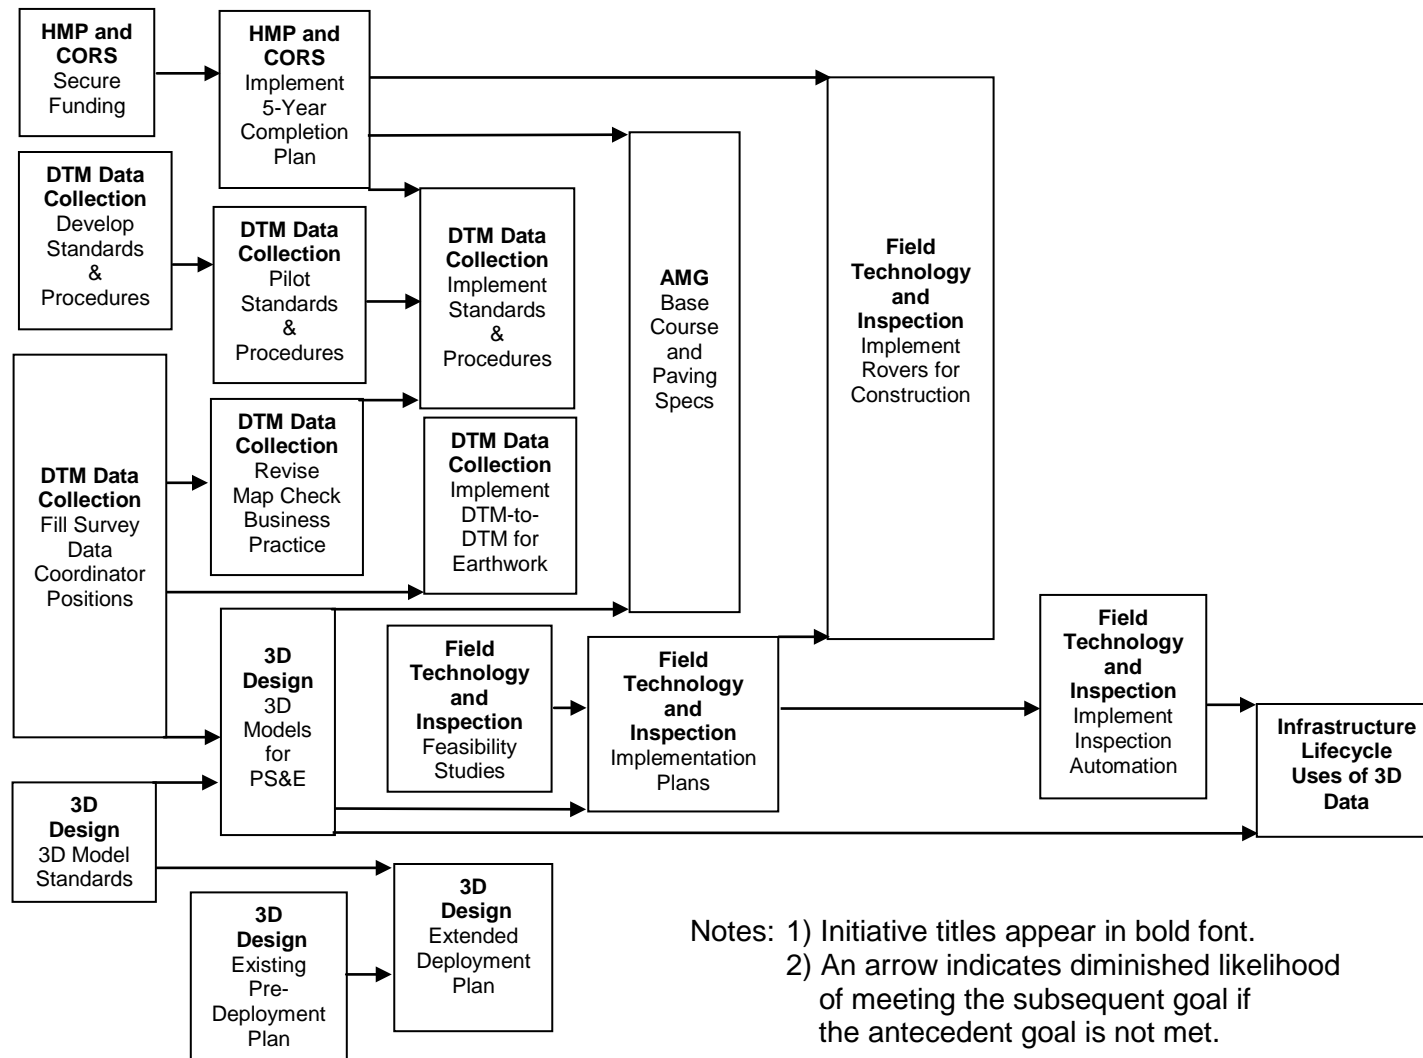 HMP and
CORS
Secure
Funding
HMP and
CORS
Implement
5-Year
Completion
Plan
DTM Data
Collection
Develop
Standards
&
Procedures
DTM Data
Collection
Pilot
Standards
&
Procedures
DTM Data
Collection
Implement
Standards
&
Procedures
AMG
Base
Course
and
Paving
Specs
Field
Technology
and
Inspection
Implement
Rovers for
Construction
DTM Data
Collection
Fill Survey
Data
Coordinator
Positions
DTM Data
Collection
Revise
Map Check
Business
Practice
DTM Data
Collection
Implement
DTM-to-
DTM for
Earthwork
3D
Design
3D
Models
for
PS&E
Field
Technology
and
Inspection
Feasibility
Studies
Field
Technology
and
Inspection
Implementation
Plans
Field
Technology
and
Inspection
Implement
Inspection
Automation
Infrastructure
Lifecycle
Uses of 3D
Data
3D
Design
3D Model
Standards
3D
Design
Existing
Pre-
Deployment
Plan
3D
Design
Extended
Deployment
Plan
Notes: 1) Initiative titles appear in bold font.
2) An arrow indicates diminished likelihood
of meeting the subsequent goal if
the antecedent goal is not met.